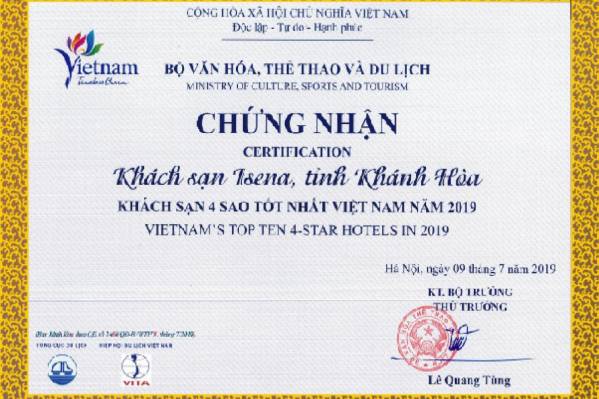 CỘNG HÒA XÃ HỘI CHỦ NGHĨA VIỆT NAM
Độc lập - Tự do - Hạnh phúc
Vietnam
Timeless Charm
BỘ VĂN HÓA, THỂ THAO VÀ DU LỊCH
MINISTRY OF CULTURE, SPORTS AND TOURISM
CHỨNG NHẬN
CERTIFICATION
Khách sạn Isena, tỉnh Khánh Hòa
KHÁCH SẠN 4 SAO TỐT NHẤT VIỆT NAM NĂM 2019
VIETNAM'S TOP TEN 4-STAR HOTELS IN 2019
Hà Nội, ngày 09 tháng 7 năm 2019
KT. BỘ TRƯỞNG
THỨ TRƯỞNG
TỔNG CỤC DU LỊCH HIỆP HỘI DU LỊCH VIỆT NAM
VITA
Lê Quang Tùng